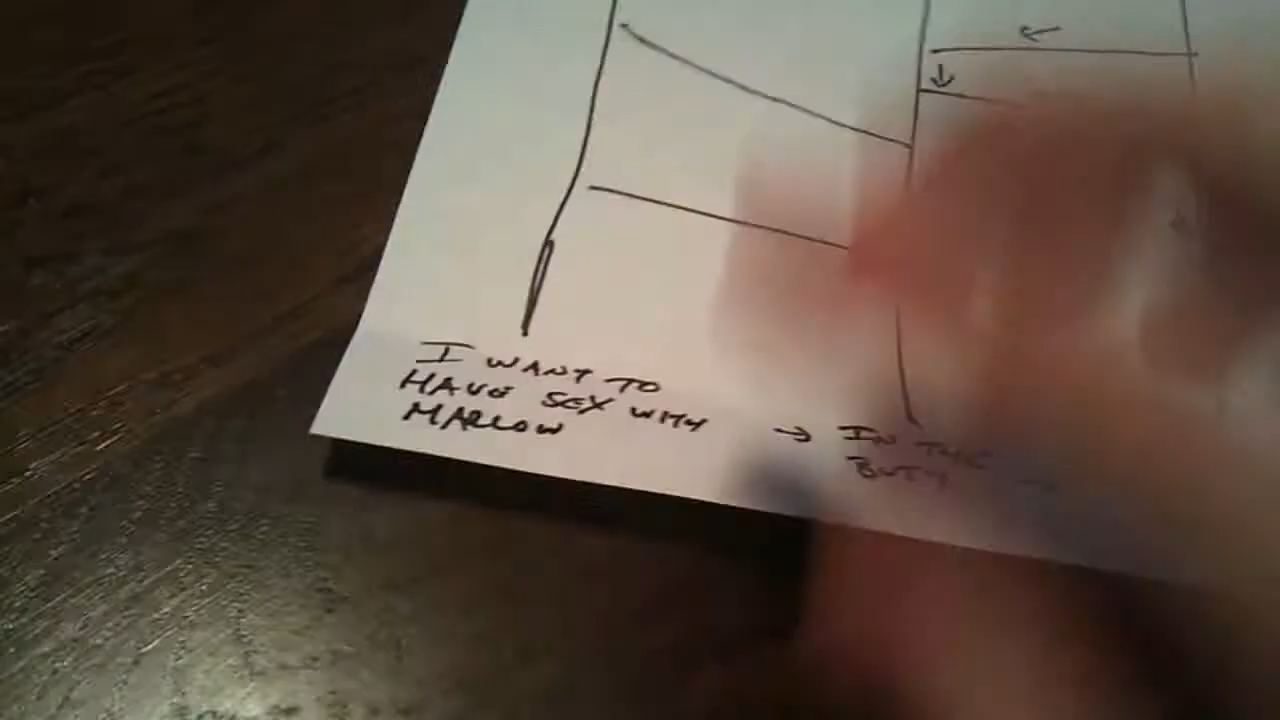 I WANT TO
HAVE SEX WITH
MARLOW
→ IN THE
BUTT